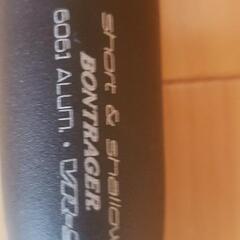 short & shallow
BONTRAGER
6061 ALUM. •